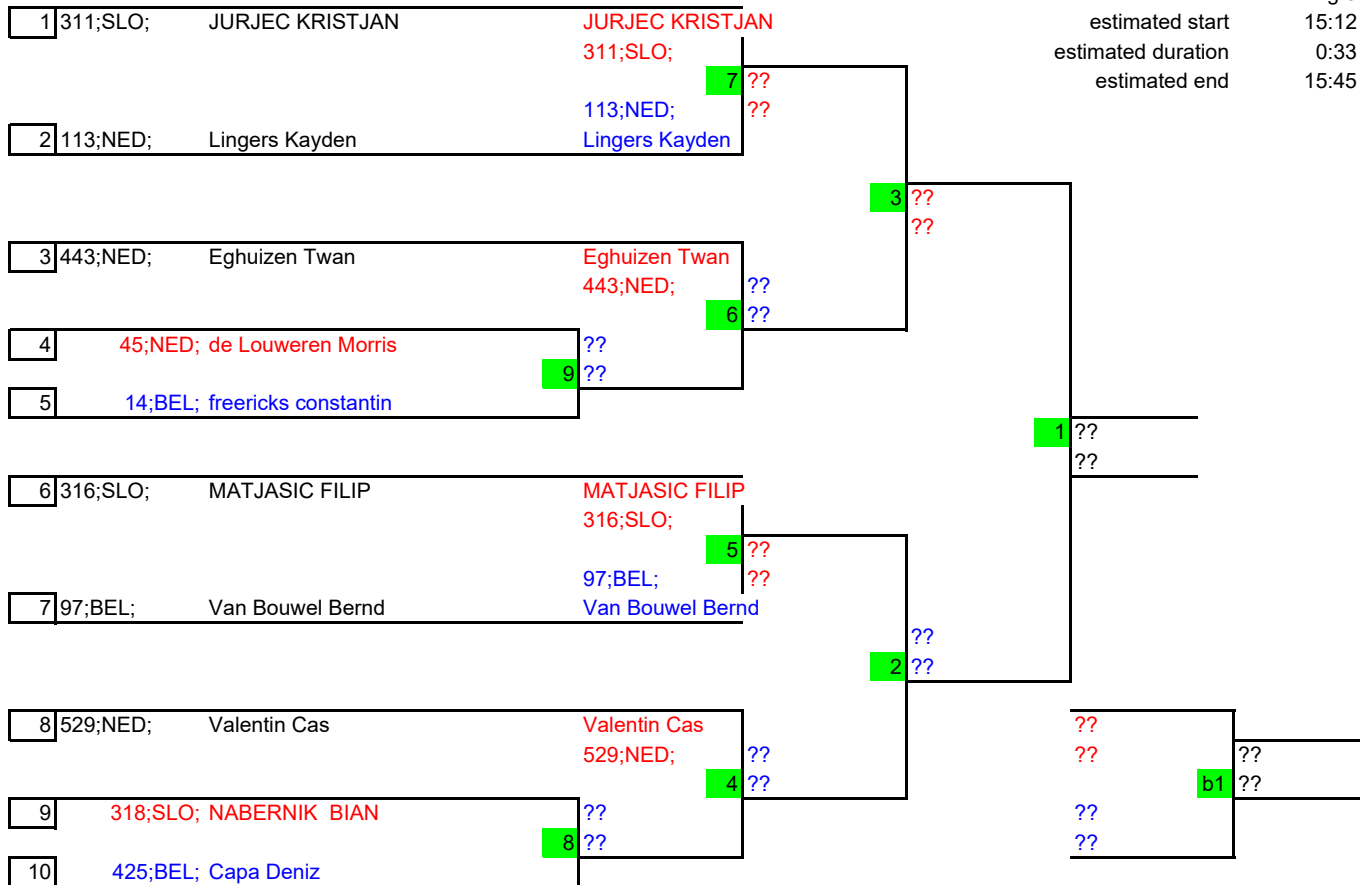 1 311;SLO; JURJEC KRISTJAN JURJEC KRISTJAN estimated start 15:12
311;SLO; estimated duration 0:33
7 ?? estimated end 15:45
113;NED; ??
2 113;NED; Lingers Kayden Lingers Kayden
3 ??
??
3 443;NED; Eghuizen Twan Eghuizen Twan
443;NED; ??
6 ??
4 45;NED; de Louweren Morris ??
9 ??
5 14;BEL; freericks constantin
1 ??
??
6 316;SLO; MATJASIC FILIP MATJASIC FILIP
316;SLO;
5 ??
97;BEL; ??
7 97;BEL; Van Bouwel Bernd Van Bouwel Bernd
??
2 ??
8 529;NED; Valentin Cas Valentin Cas ??
529;NED; ?? ?? ??
4 ?? b1 ??
9 318;SLO; NABERNIK BIAN ?? ??
8 ?? ??
10 425;BEL; Capa Deniz